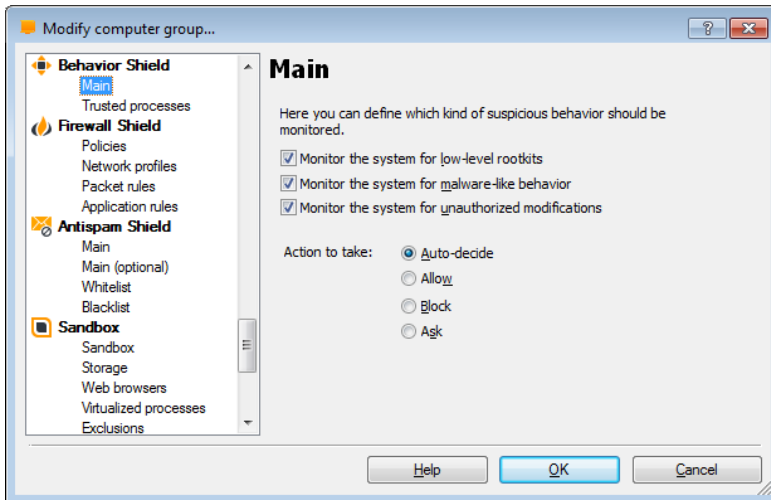 Modify computer group...
Behavior Shield
Main
Trusted processes
Firewall Shield
Policies
Network profiles
Packet rules
Application rules
Antispam Shield
Main
Main (optional)
Whitelist
Blacklist
Sandbox
Sandbox
Storage
Web browsers
Virtualized processes
Exclusions
Main
Here you can define which kind of suspicious behavior should be
monitored.
Monitor the system for low-level rootkits
Monitor the system for malware-like behavior
Monitor the system for unauthorized modifications
Action to take:
Auto-decide
Allow
Block
Ask
Help
OK
Cancel